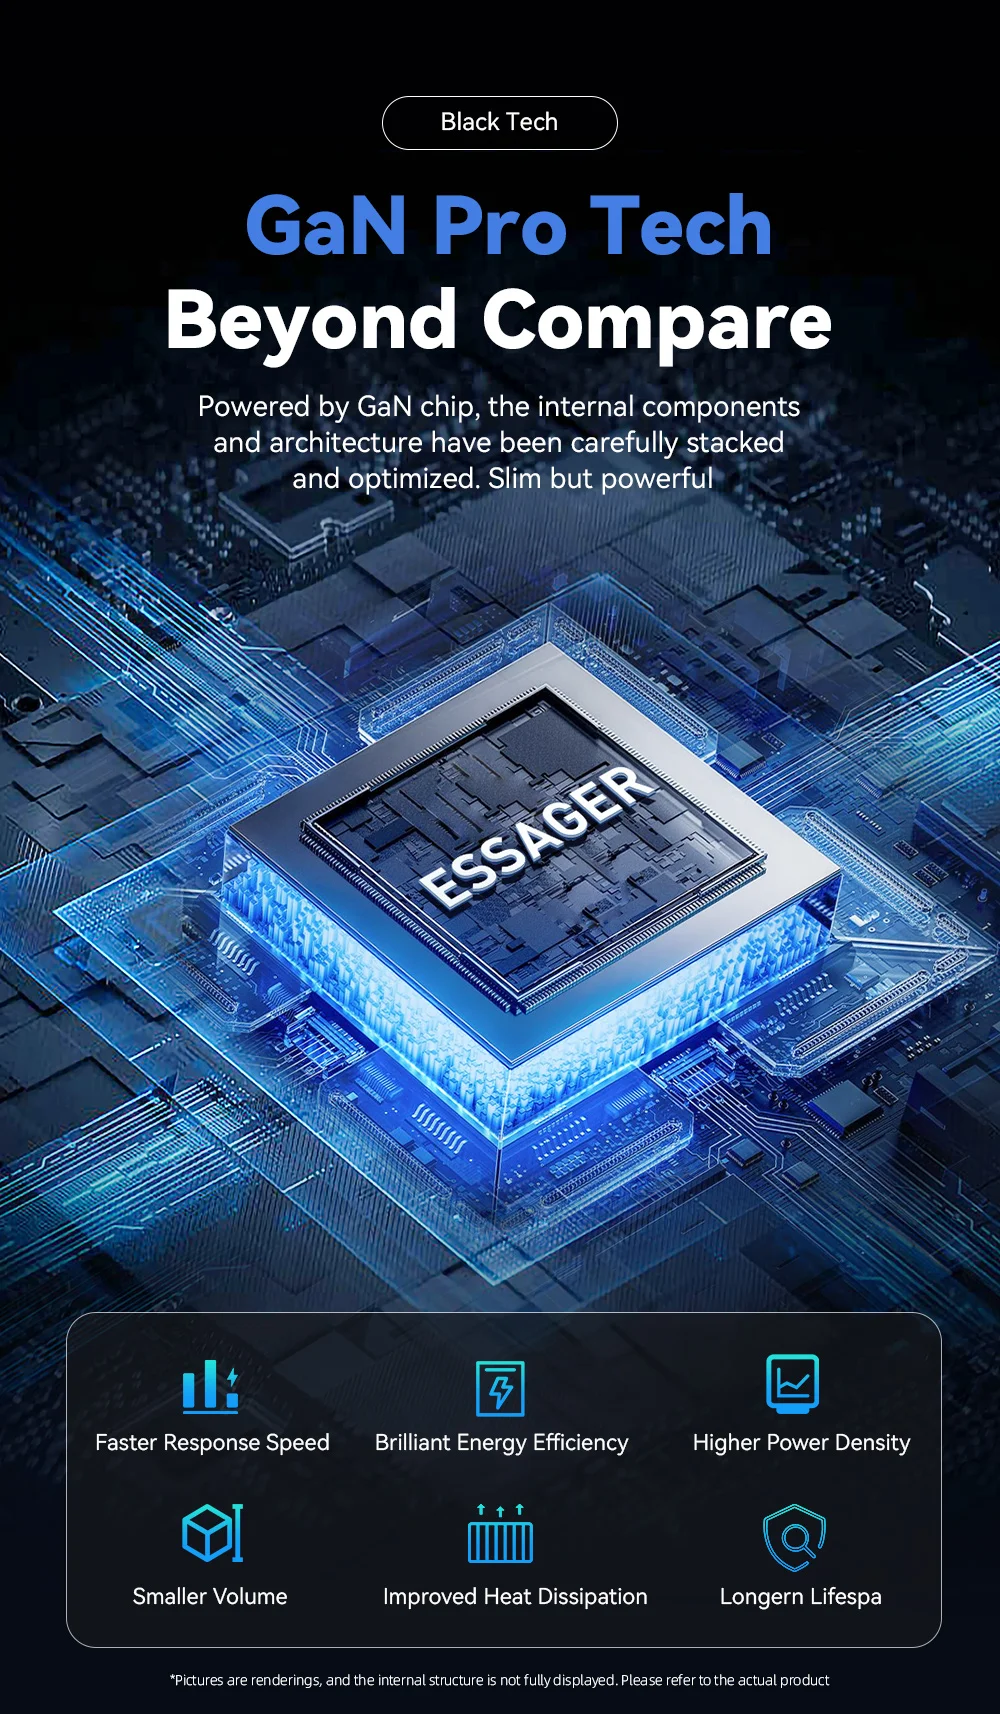 Black Tech
GaN Pro Tech
Beyond Compare
Powered by GaN chip, the internal components
and architecture have been carefully stacked
and optimized. Slim but powerful
ESSAGER
Faster Response Speed
Brilliant Energy Efficiency
Higher Power Density
Smaller Volume
Improved Heat Dissipation
Longern Lifespa
*Pictures are renderings, and the internal structure is not fully displayed. Please refer to the actual product